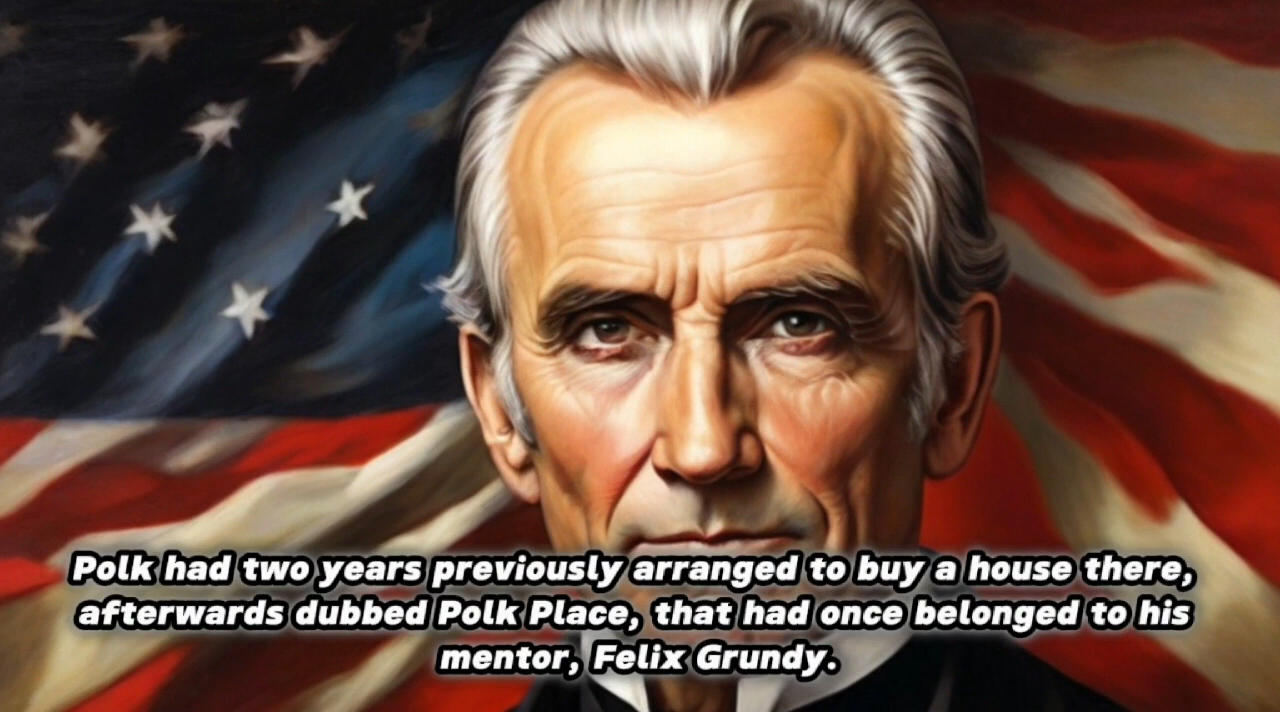 Polk had two years previously arranged to buy a house there,
afterwards dubbed Polk Place, that had once belonged to his
mentor, Felix Grundy.